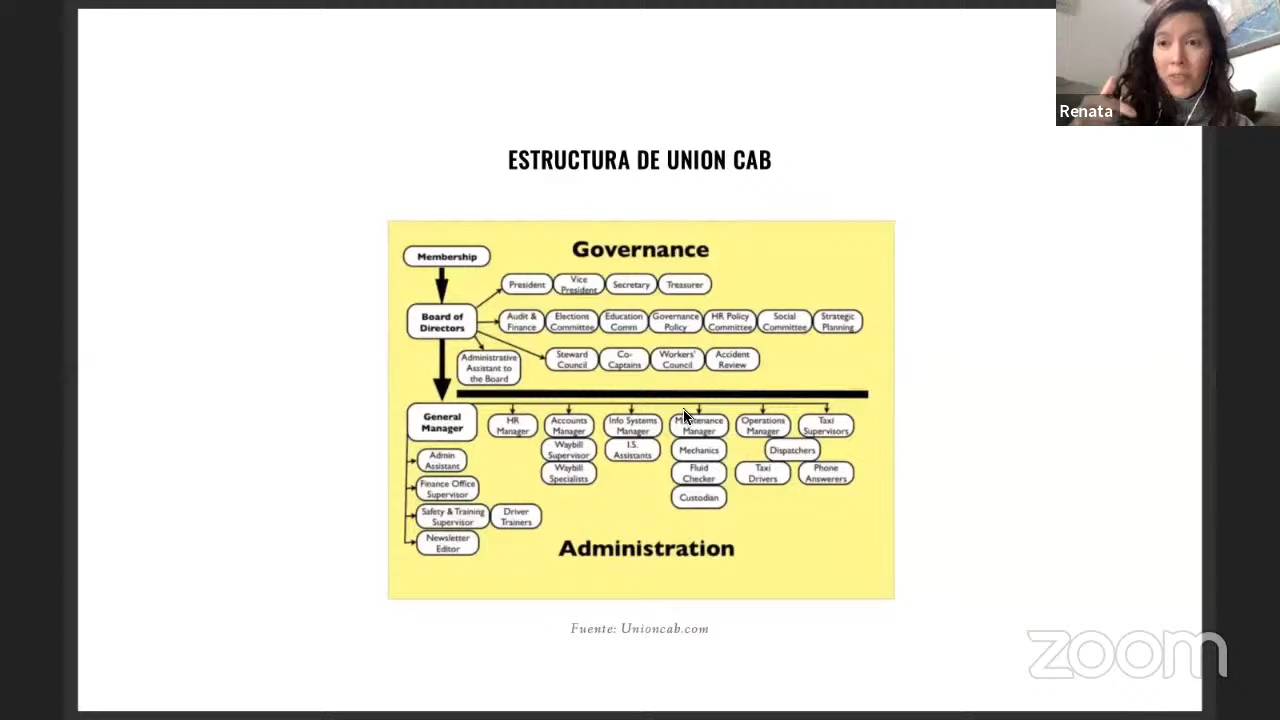 Renata
ESTRUCTURA DE UNION CAB
Governance
Membership
President
Vice
President
Secretary
Treasurer
Board of
Directors
Audit &
Finance
Elections
Committee
Education
Comm
Governance
Policy
HR Policy
Committee
Social
Committee
Strategic
Planning
Administrative
Assistant to
the Board
Steward
Council
Co-
Captains
Workers'
Council
Accident
Review
General
Manager
HR
Manager
Accounts
Manager
Info Systems
Manager
Maintenance
Manager
Operations
Manager
Taxi
Supervisors
Waybill
Supervisor
I.S.
Assistants
Mechanics
Dispatchers
Admin
Assistant
Waybill
Specialists
Fluid
Checker
Taxi
Drivers
Phone
Answerers
Finance Office
Supervisor
Custodian
Safety & Training
Supervisor
Driver
Trainers
Newsletter
Editor
Administration
Fuente: Unioncab.com
zoom